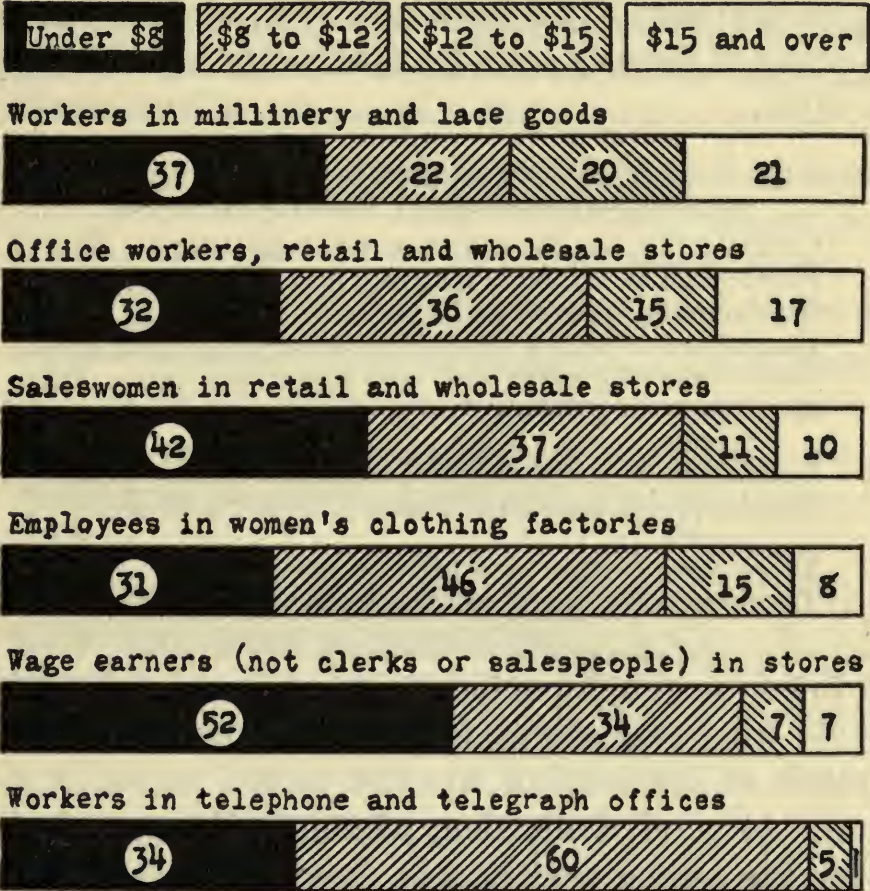 Under $8 $8 to $12 $12 to $15 $15 and over
Workers in millinery and lace goods
37 22 20 21
Office workers, retail and wholesale stores
32 36 15 17
Saleswomen in retail and wholesale stores
42 37 11 10
Employees in women's clothing factories
31 46 15 8
Wage earners (not clerks or salespeople) in stores
52 34 7 7
Workers in telephone and telegraph offices
34 60 5 1